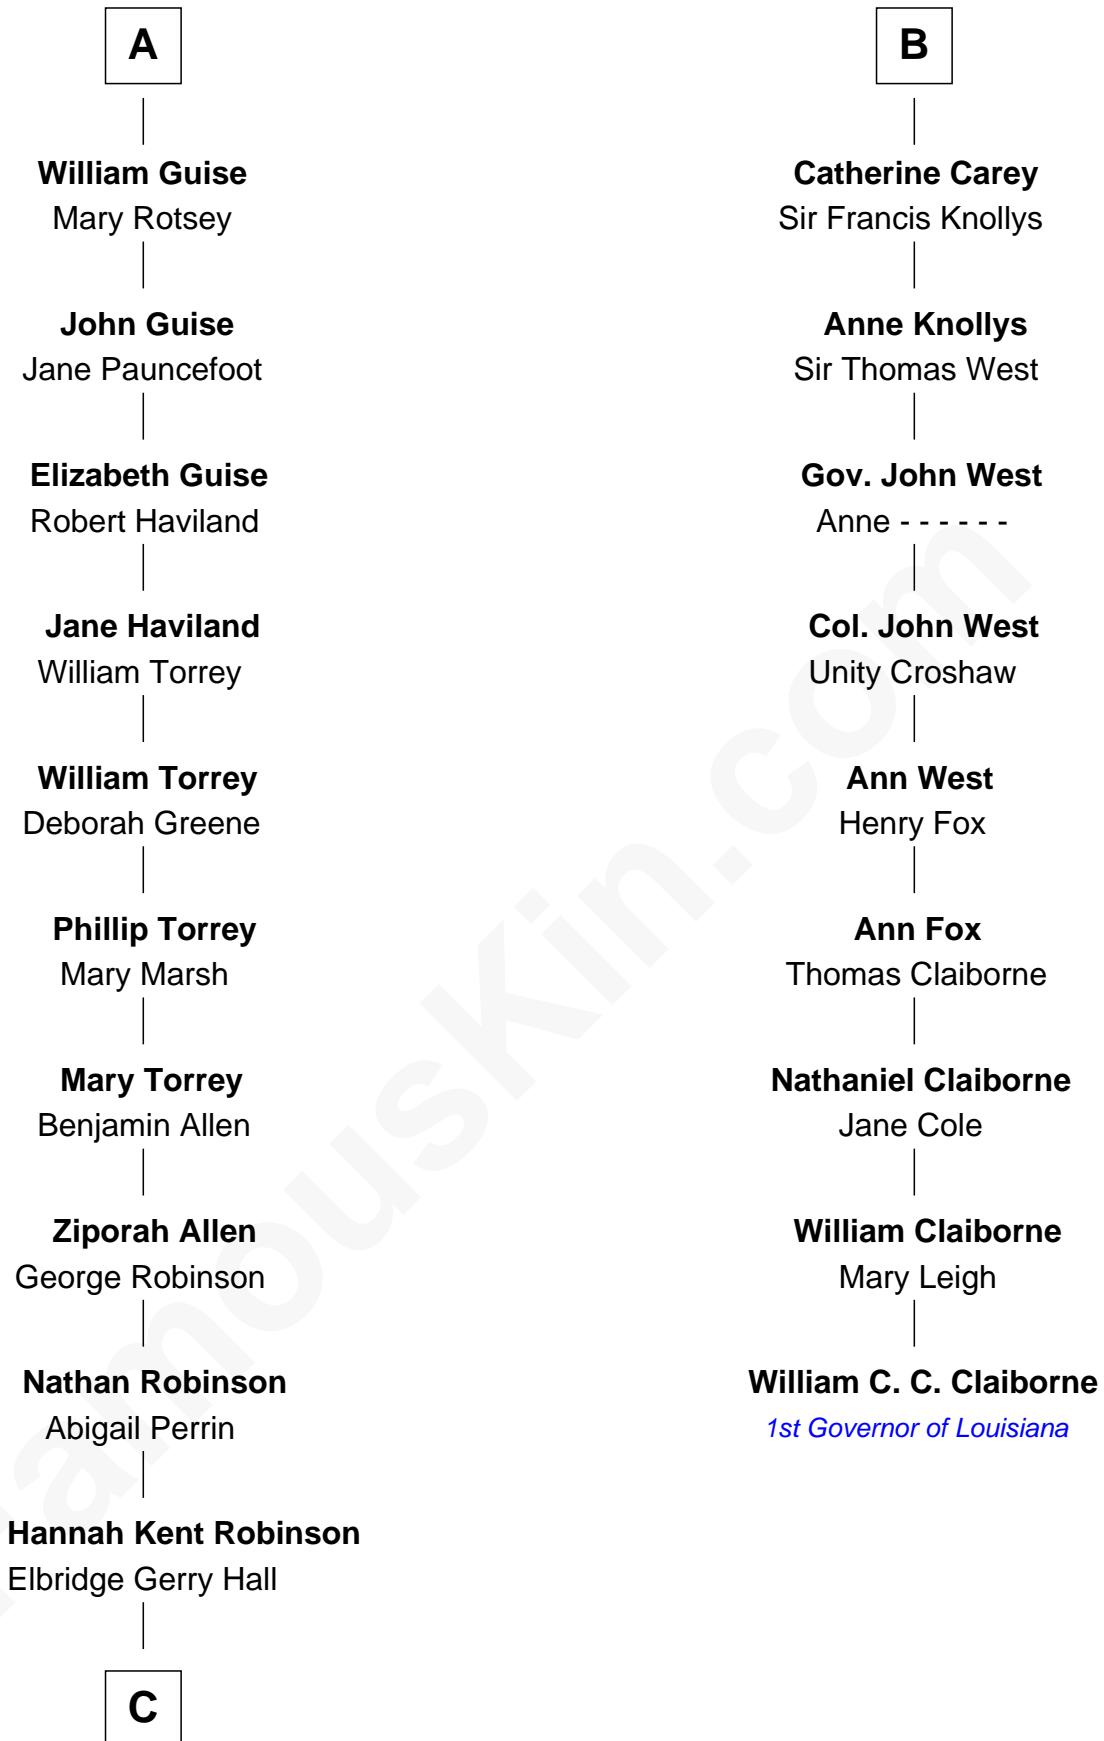 A
William Guise
Mary Rotsey
John Guise
Jane Pauncefoot
Elizabeth Guise
Robert Haviland
Jane Haviland
William Torrey
William Torrey
Deborah Greene
Phillip Torrey
Mary Marsh
Mary Torrey
Benjamin Allen
Ziporah Allen
George Robinson
Nathan Robinson
Abigail Perrin
Hannah Kent Robinson
Elbridge Gerry Hall
C
B
Catherine Carey
Sir Francis Knollys
Anne Knollys
Sir Thomas West
Gov. John West
Anne - - - - - -
Col. John West
Unity Croshaw
Ann West
Henry Fox
Ann Fox
Thomas Claiborne
Nathaniel Claiborne
Jane Cole
William Claiborne
Mary Leigh
William C. C. Claiborne
1st Governor of Louisiana
FamousKin.com